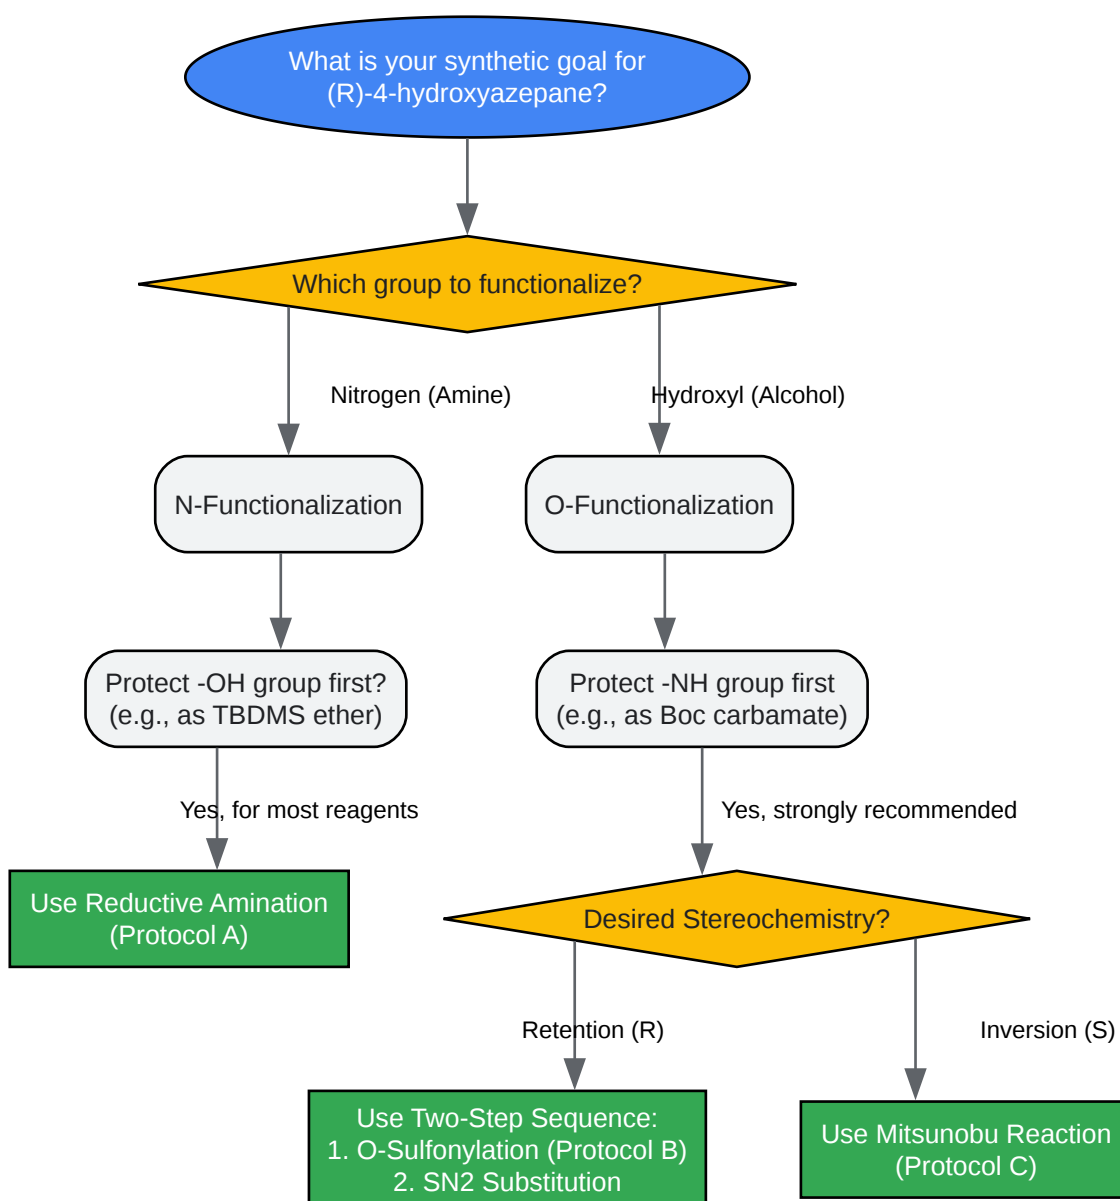 What is your synthetic goal for
(R)-4-hydroxyazepane?
Which group to functionalize?
Nitrogen (Amine)
Hydroxyl (Alcohol)
N-Functionalization
O-Functionalization
Protect -OH group first?
(e.g., as TBDMS ether)
Protect -NH group first
(e.g., as Boc carbamate)
Yes, for most reagents
Yes, strongly recommended
Use Reductive Amination
(Protocol A)
Desired Stereochemistry?
Retention (R)
Inversion (S)
Use Two-Step Sequence:
1. O-Sulfonylation (Protocol B)
2. SN2 Substitution
Use Mitsunobu Reaction
(Protocol C)